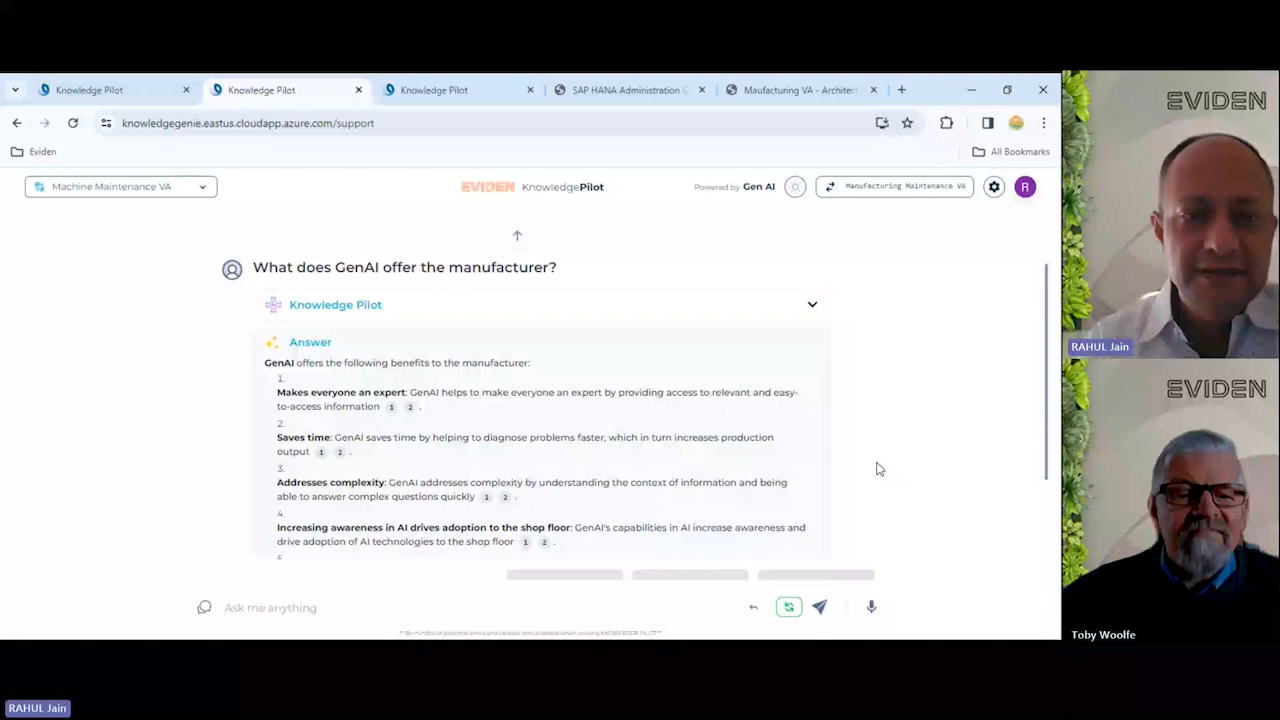 Knowledge Pilot
Knowledge Pilot
Knowledge Pilot
SAP HANA Administration G
Maufacturing VA - Architect
knowledgegenie.eastus.cloudapp.azure.com/support
Eviden
All Bookmarks
Machine Maintenance VA
EVIDEN KnowledgePilot
Powered by Gen AI
Manufacturing Maintenance VA
R
What does GenAI offer the manufacturer?
Knowledge Pilot
Answer
GenAI offers the following benefits to the manufacturer:
1.
Makes everyone an expert: GenAI helps to make everyone an expert by providing access to relevant and easy-
to-access information 1 2 .
2.
Saves time: GenAI saves time by helping to diagnose problems faster, which in turn increases production
output 1 2 .
3.
Addresses complexity: GenAI addresses complexity by understanding the context of information and being
able to answer complex questions quickly 1 2 .
4.
Increasing awareness in AI drives adoption to the shop floor: GenAI's capabilities in AI increase awareness and
drive adoption of AI technologies to the shop floor 1 2 .
Ask me anything
EVIDEN
RAHUL Jain
EVIDEN
Toby Woolfe
RAHUL Jain